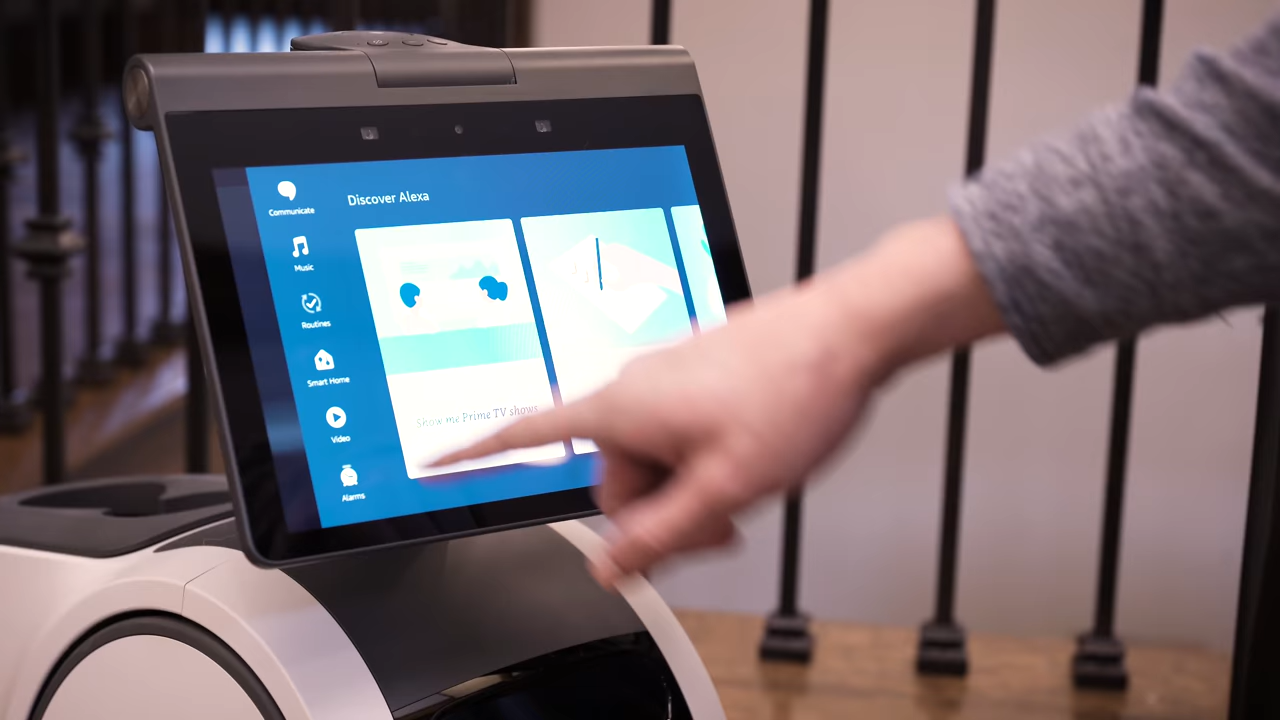 Discover Alexa
Communicate
Music
Routines
Smart Home
Video
Alarms
Show me Prime TV shows